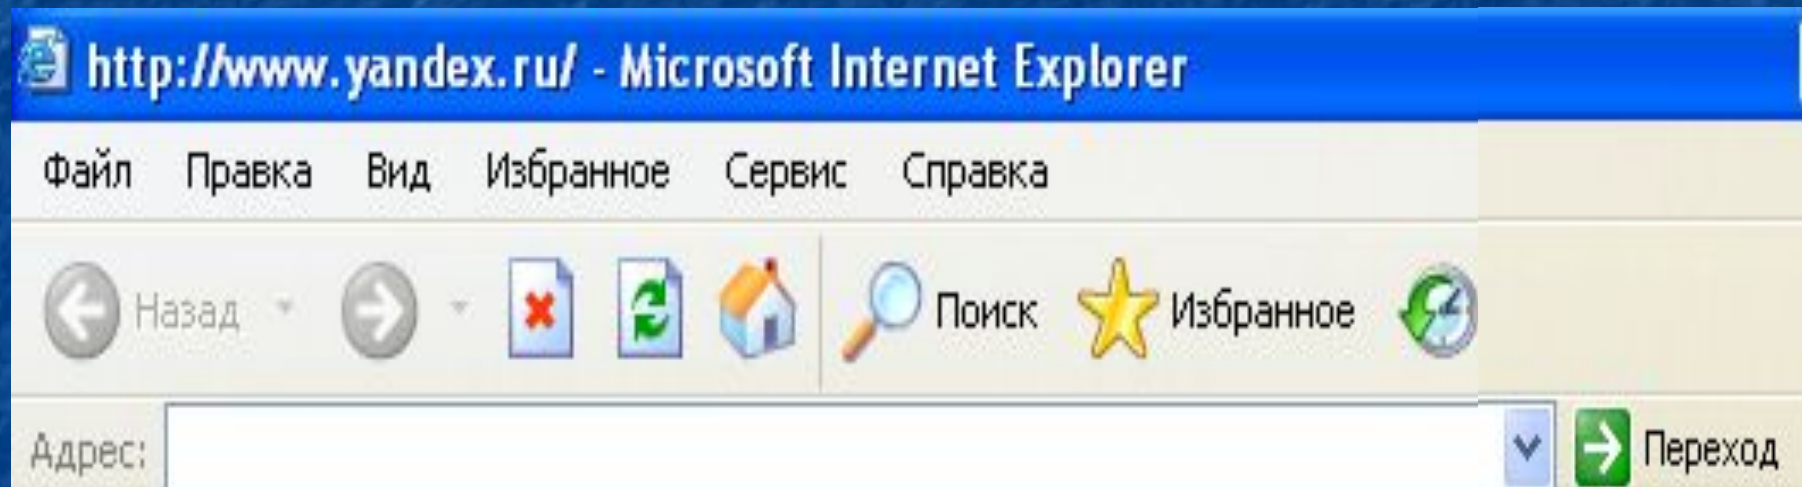 http://www.yandex.ru/ - Microsoft Internet Explorer
Файл Правка Вид Избранное Сервис Справка
Назад Поиск Избранное
Адрес: Переход